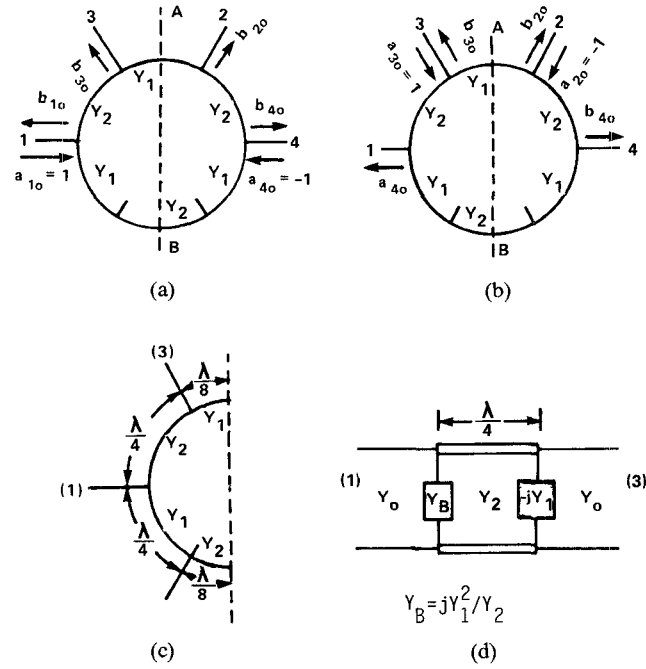 A
3
2
b₃ₒ
b₂ₒ
Y₁
b₁ₒ
Y₂
Y₂
b₄ₒ
1
4
a₁ₒ = 1
Y₁
Y₁
a₄ₒ = -1
Y₂
B
(a)
A
3
2
a₃ₒ = 1
b₃ₒ
b₂ₒ
a₂ₒ = -1
Y₁
Y₂
Y₂
b₄ₒ
1
4
a₄ₒ
Y₁
Y₁
Y₂
B
(b)
(3)
λ/8
Y₁
λ/4
Y₂
(1)
Y₁
λ/4
Y₂
λ/8
(c)
λ/4
(1)
(3)
Yₒ
Y_B
Y₂
-jY₁
Yₒ
Y_B=jY₁²/Y₂
(d)